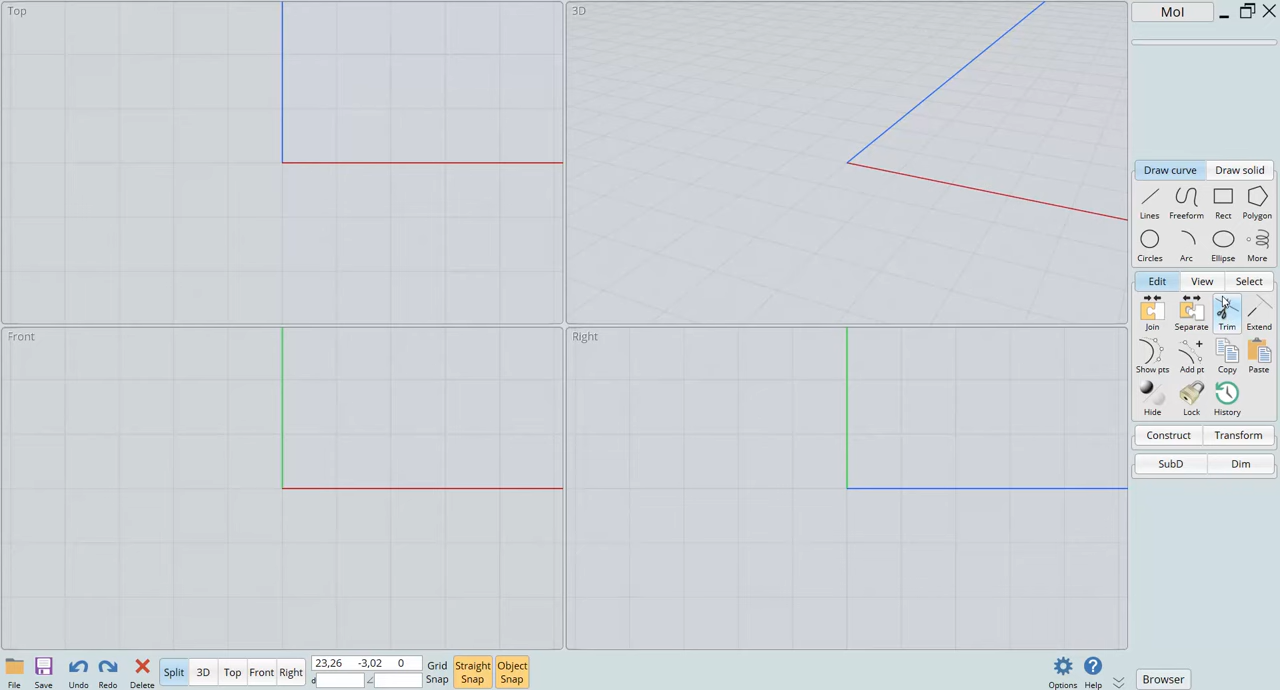 Top
3D
MoI
Draw curve Draw solid
Lines Freeform Rect Polygon
Circles Arc Ellipse More
Edit View Select
Join Separate Trim Extend
Show pts Add pt Copy Paste
Hide Lock History
Construct Transform
SubD Dim
Front
Right
File Save Undo Redo Delete
Split 3D Top Front Right
23,26 -3,02 0
d
Grid Snap
Straight Snap
Object Snap
Options Help
Browser